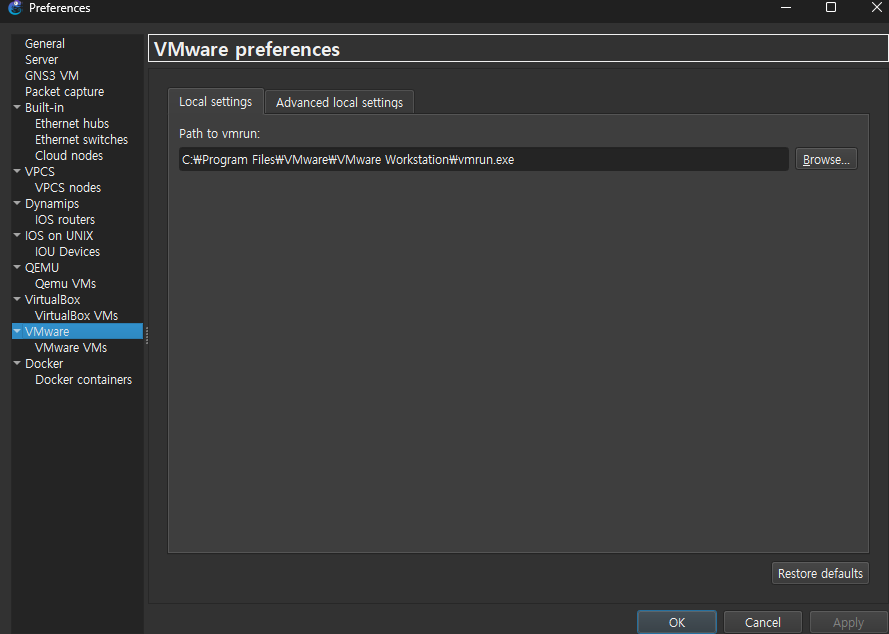 Preferences
General
Server
GNS3 VM
Packet capture
Built-in
Ethernet hubs
Ethernet switches
Cloud nodes
VPCS
VPCS nodes
Dynamips
IOS routers
IOS on UNIX
IOU Devices
QEMU
Qemu VMs
VirtualBox
VirtualBox VMs
VMware
VMware VMs
Docker
Docker containers
VMware preferences
Local settings
Advanced local settings
Path to vmrun:
C:₩Program Files₩VMware₩VMware Workstation₩vmrun.exe
Browse...
Restore defaults
OK
Cancel
Apply